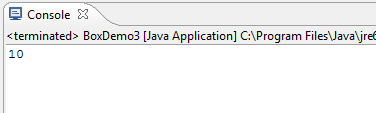 Console
<terminated> BoxDemo3 [Java Application] C:\Program Files\Java\jre6
10